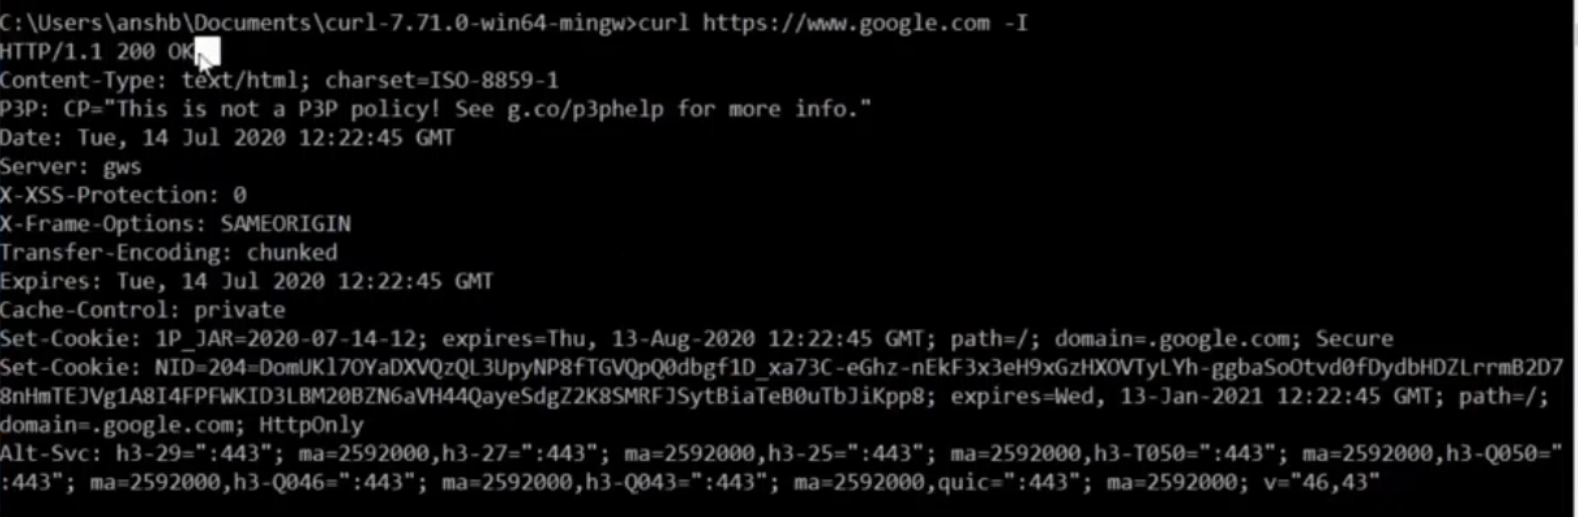 C:\Users\anshb\Documents\curl-7.71.0-win64-mingw>curl https://www.google.com -I
HTTP/1.1 200 OK
Content-Type: text/html; charset=ISO-8859-1
P3P: CP="This is not a P3P policy! See g.co/p3phelp for more info."
Date: Tue, 14 Jul 2020 12:22:45 GMT
Server: gws
X-XSS-Protection: 0
X-Frame-Options: SAMEORIGIN
Transfer-Encoding: chunked
Expires: Tue, 14 Jul 2020 12:22:45 GMT
Cache-Control: private
Set-Cookie: 1P_JAR=2020-07-14-12; expires=Thu, 13-Aug-2020 12:22:45 GMT; path=/; domain=.google.com; Secure
Set-Cookie: NID=204=DomUKl7OYaDXVQzQL3UpyNP8fTGVQpQ0dbgf1D_xa73C-eGhz-nEkF3x3eH9xGzHXOVTyLYh-ggbaSoOtvd0fDydbHDZLrrmB2D7
8nHmTEJVg1A8I4FPFWKID3LBM20BZN6aVH44QayeSdgZ2K8SMRFJSytBiaTeB0uTbJiKpp8; expires=Wed, 13-Jan-2021 12:22:45 GMT; path=/;
domain=.google.com; HttpOnly
Alt-Svc: h3-29=":443"; ma=2592000,h3-27=":443"; ma=2592000,h3-25=":443"; ma=2592000,h3-T050=":443"; ma=2592000,h3-Q050="
:443"; ma=2592000,h3-Q046=":443"; ma=2592000,h3-Q043=":443"; ma=2592000,quic=":443"; ma=2592000; v="46,43"